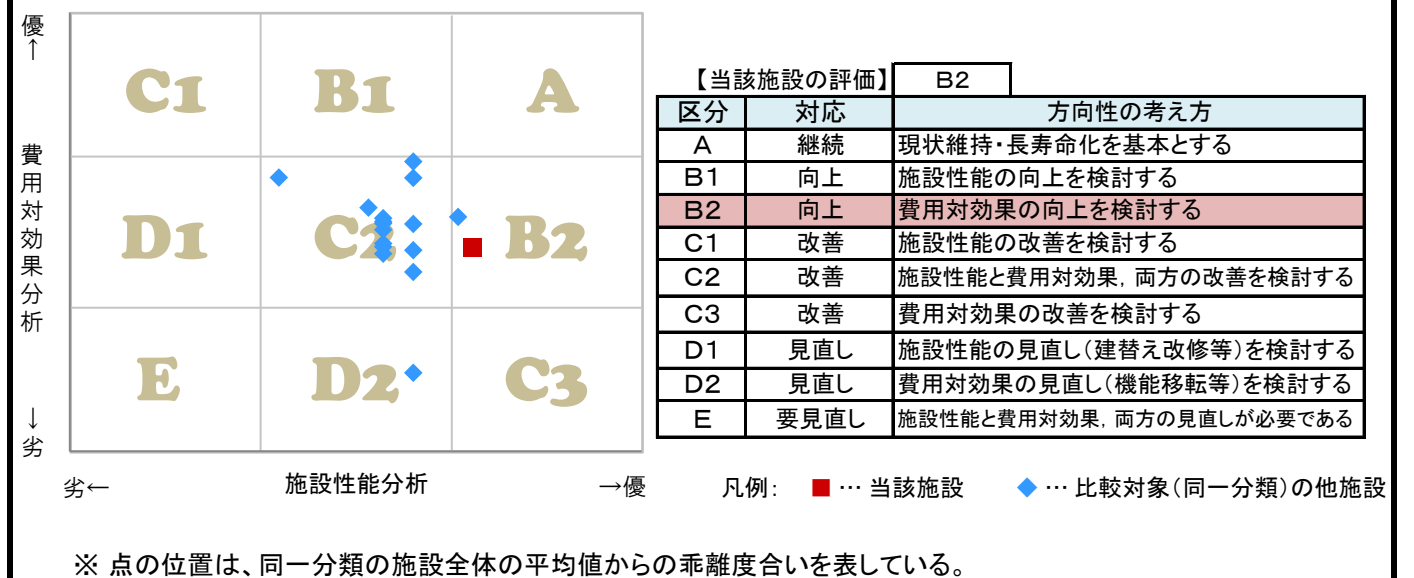 優
↑
費用対効果分析
↓
劣
C1 B1 A
D1 C2 B2
E D2 C3
劣← 施設性能分析 →優
【当該施設の評価】 B2
区分 対応 方向性の考え方
A 継続 現状維持・長寿命化を基本とする
B1 向上 施設性能の向上を検討する
B2 向上 費用対効果の向上を検討する
C1 改善 施設性能の改善を検討する
C2 改善 施設性能と費用対効果，両方の改善を検討する
C3 改善 費用対効果の改善を検討する
D1 見直し 施設性能の見直し（建替え改修等）を検討する
D2 見直し 費用対効果の見直し（機能移転等）を検討する
E 要見直し 施設性能と費用対効果，両方の見直しが必要である
凡例： ■ … 当該施設 ◆ … 比較対象（同一分類）の他施設
※ 点の位置は、同一分類の施設全体の平均値からの乖離度合いを表している。